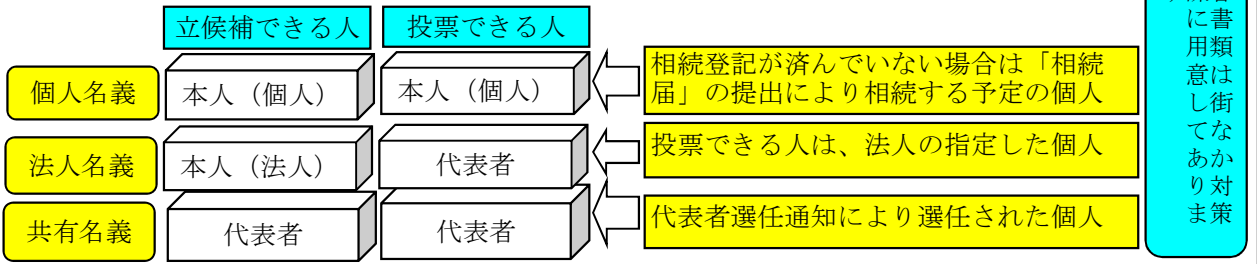 立候補できる人
投票できる人
個人名義
本人（個人）
本人（個人）
相続登記が済んでいない場合は「相続
届」の提出により相続する予定の個人
法人名義
本人（法人）
代表者
投票できる人は、法人の指定した個人
共有名義
代表者
代表者
代表者選任通知により選任された個人
書類は街なか対策
に用意してありま